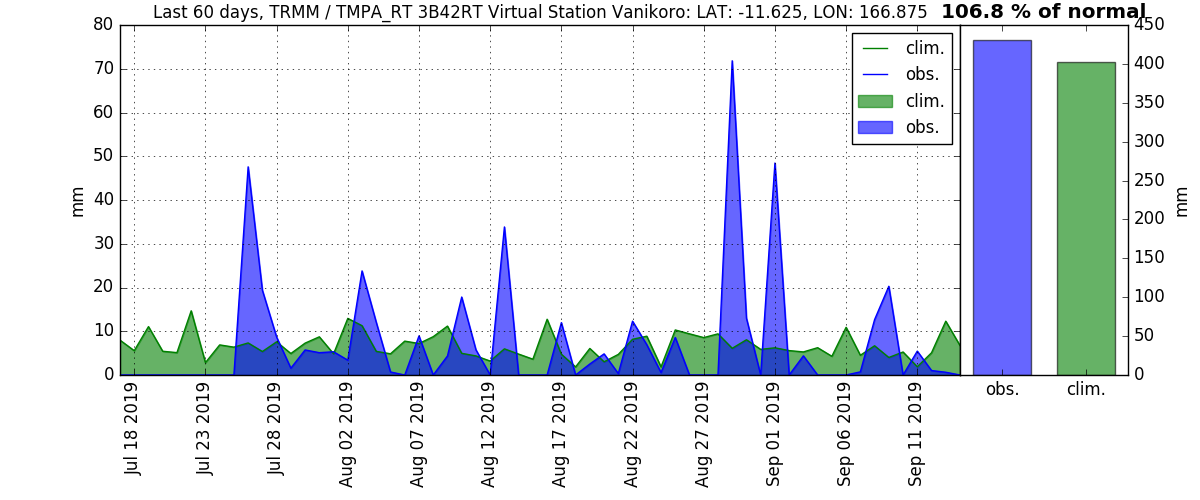 Last 60 days, TRMM / TMPA_RT 3B42RT Virtual Station Vanikoro: LAT: -11.625, LON: 166.875 106.8 % of normal
80
70
60
50
40
30
20
10
0
mm
clim.
obs.
clim.
obs.
450
400
350
300
250
200
150
100
50
0
mm
Jul 18 2019
Jul 23 2019
Jul 28 2019
Aug 02 2019
Aug 07 2019
Aug 12 2019
Aug 17 2019
Aug 22 2019
Aug 27 2019
Sep 01 2019
Sep 06 2019
Sep 11 2019
obs.
clim.